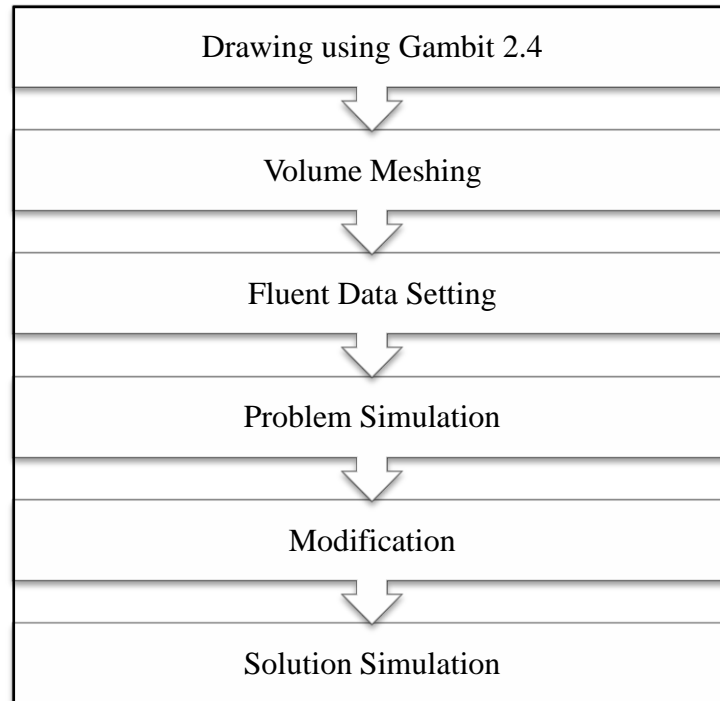 Drawing using Gambit 2.4
Volume Meshing
Fluent Data Setting
Problem Simulation
Modification
Solution Simulation